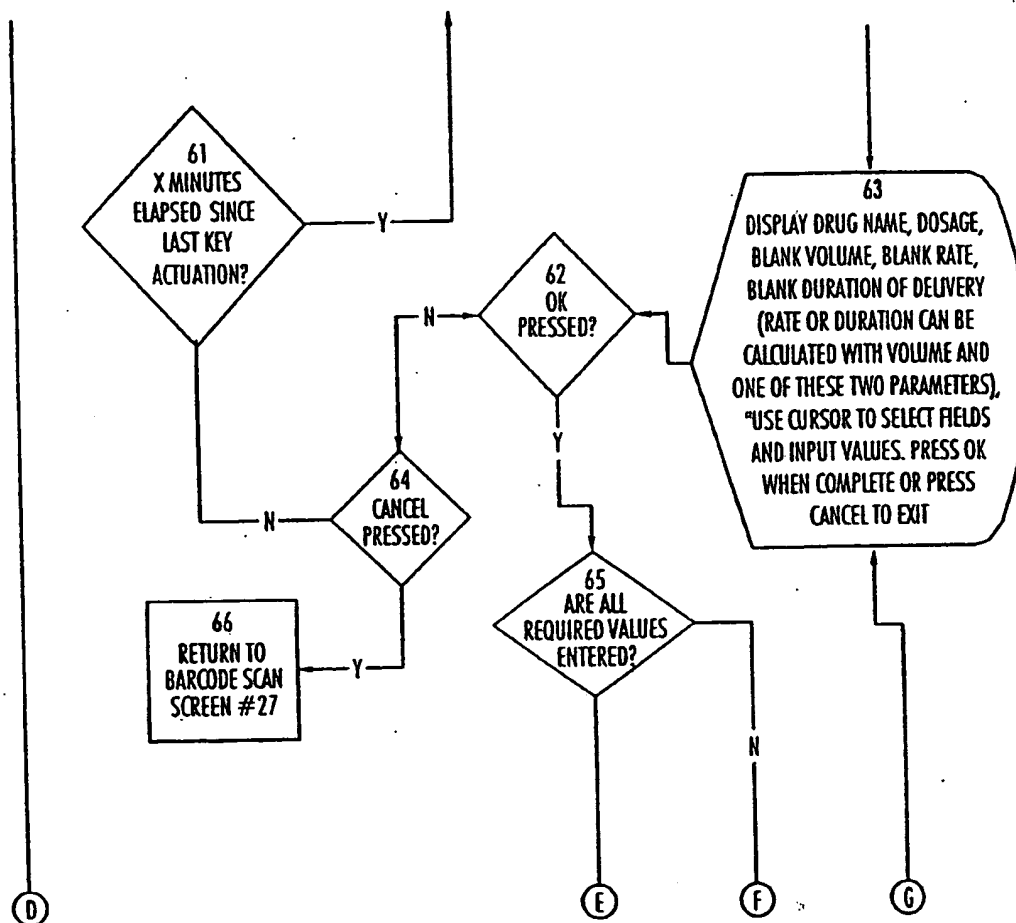 61
X MINUTES
ELAPSED SINCE
LAST KEY
ACTUATION?
Y
62
OK
PRESSED?
N
Y
63
DISPLAY DRUG NAME, DOSAGE,
BLANK VOLUME, BLANK RATE,
BLANK DURATION OF DELIVERY
(RATE OR DURATION CAN BE
CALCULATED WITH VOLUME AND
ONE OF THESE TWO PARAMETERS),
"USE CURSOR TO SELECT FIELDS
AND INPUT VALUES. PRESS OK
WHEN COMPLETE OR PRESS
CANCEL TO EXIT
64
CANCEL
PRESSED?
N
Y
65
ARE ALL
REQUIRED VALUES
ENTERED?
N
66
RETURN TO
BARCODE SCAN
SCREEN #27
D
E
F
G